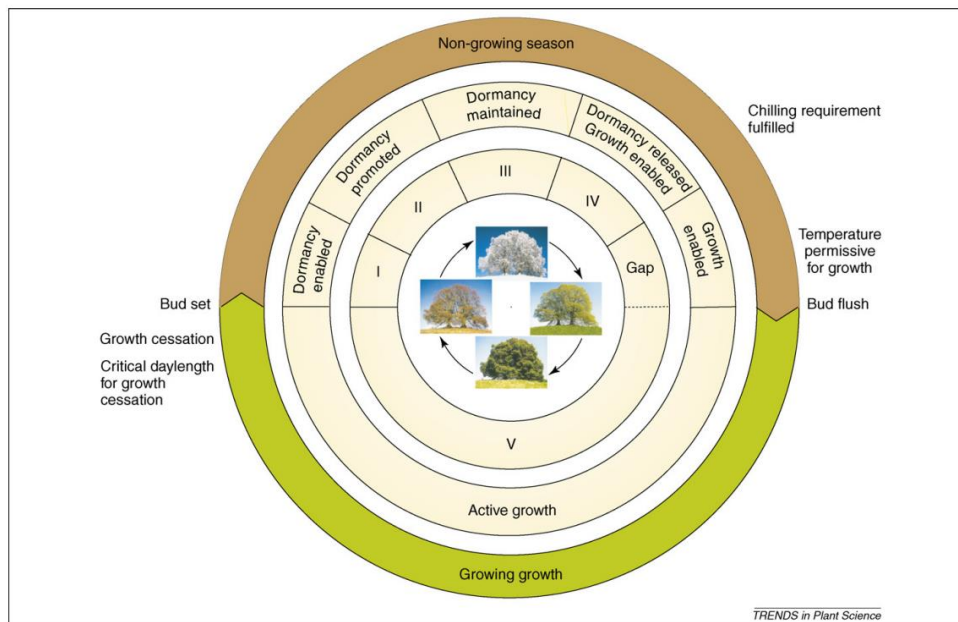 Non-growing season
Dormancy
maintained
Dormancy
promoted
Dormancy released
Growth enabled
Chilling requirement
fulfilled
III
II
IV
Dormancy
enabled
I
Gap
Growth
enabled
Temperature
permissive
for growth
Bud set
Bud flush
Growth cessation
Critical daylength
for growth
cessation
V
Active growth
Growing growth
TRENDS in Plant Science